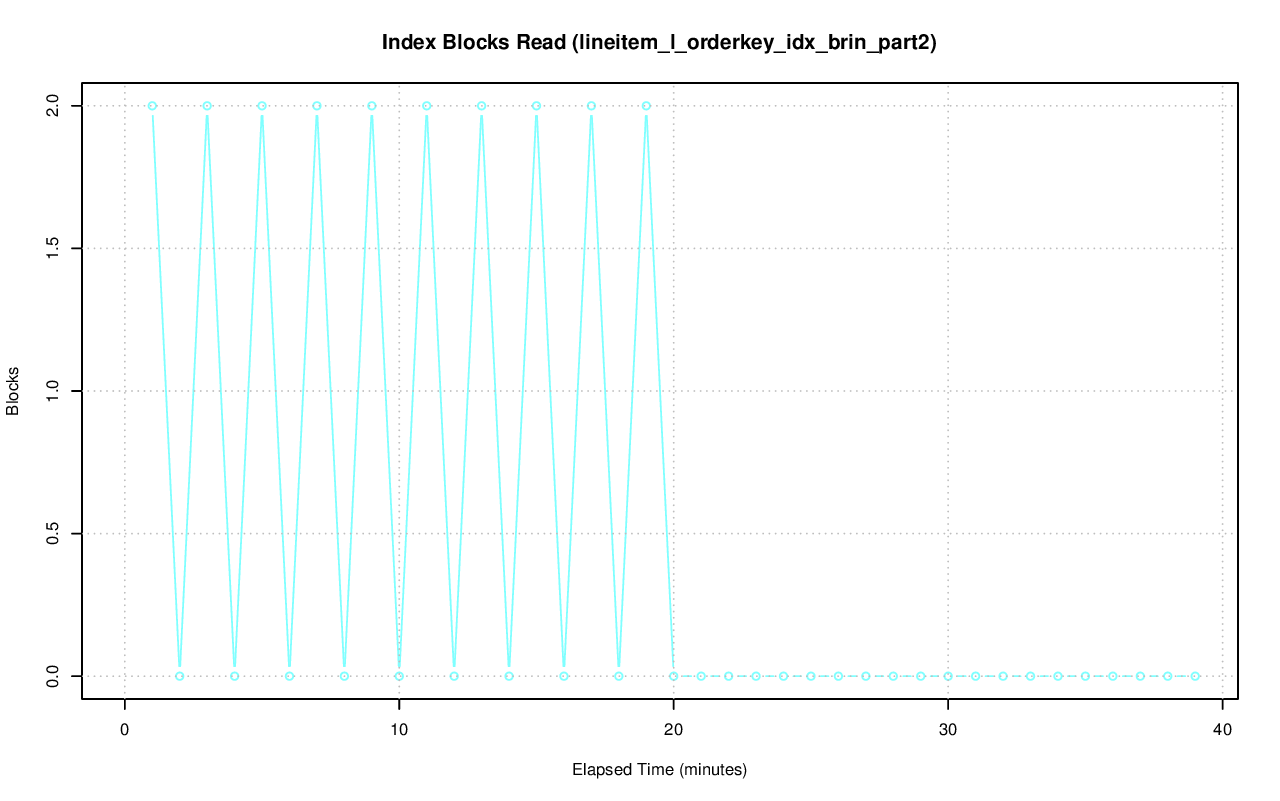 Index Blocks Read (lineitem_l_orderkey_idx_brin_part2)
Blocks
2.0
1.5
1.0
0.5
0.0
0 10 20 30 40
Elapsed Time (minutes)